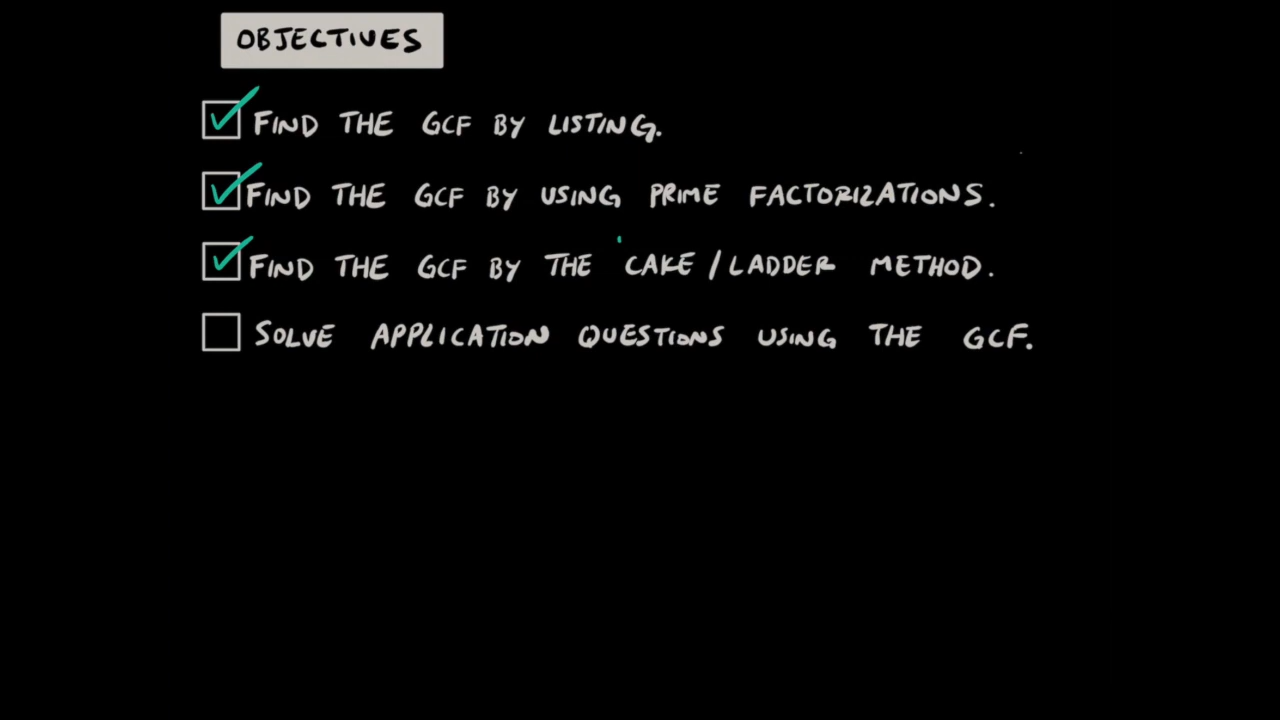 OBJECTIVES
FIND THE GCF BY LISTING.
FIND THE GCF BY USING PRIME FACTORIZATIONS.
FIND THE GCF BY THE CAKE/LADDER METHOD.
SOLVE APPLICATION QUESTIONS USING THE GCF.